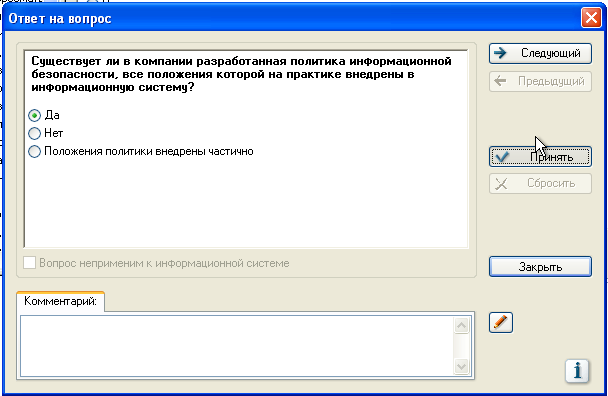 Ответ на вопрос
Существует ли в компании разработанная политика информационной
безопасности, все положения которой на практике внедрены в
информационную систему?
Да
Нет
Положения политики внедрены частично
Вопрос неприменим к информационной системе
Следующий
Предыдущий
Принять
Сбросить
Закрыть
Комментарий: